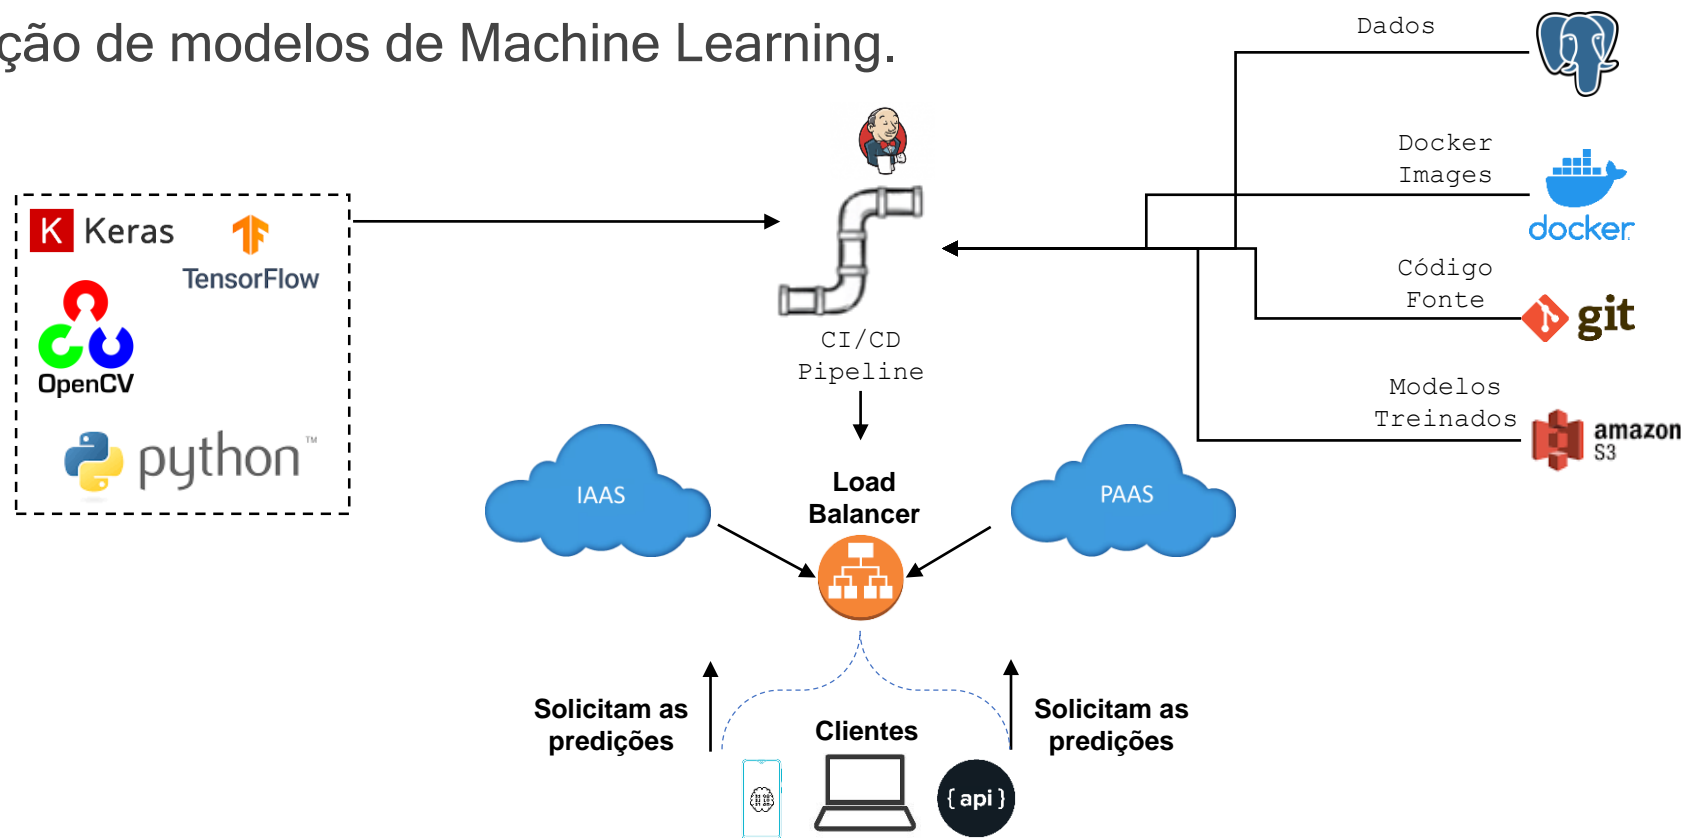 ção de modelos de Machine Learning.
Dados
Docker
Images
docker
Código
Fonte
git
Modelos
Treinados
amazon
S3
K Keras
TensorFlow
OpenCV
python™
CI/CD
Pipeline
IAAS
Load
Balancer
PAAS
Solicitam as
predições
Clientes
Solicitam as
predições
{api}